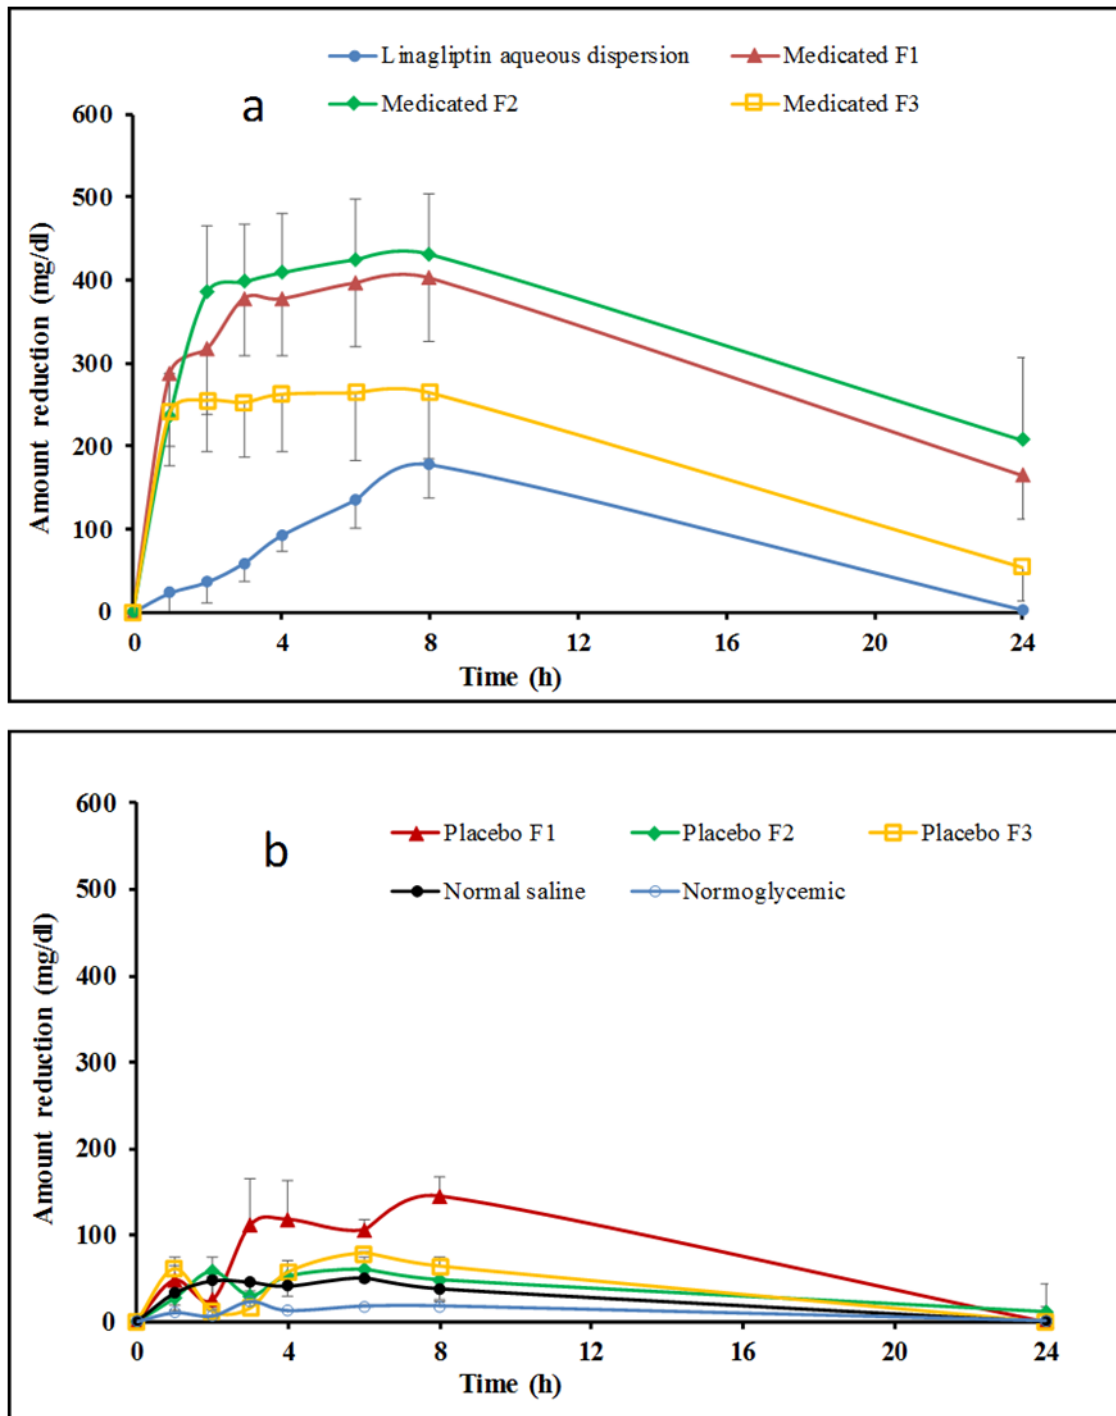 Linagliptin aqueous dispersion Medicated F1
Medicated F2 Medicated F3
a
600
500
400
300
200
100
0
Amount reduction (mg/dl)
0 4 8 12 16 20 24
Time (h)
Placebo F1 Placebo F2 Placebo F3
Normal saline Normoglycemic
b
600
500
400
300
200
100
0
Amount reduction (mg/dl)
0 4 8 12 16 20 24
Time (h)